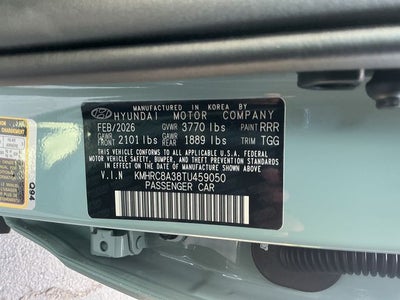 MANUFACTURED IN KOREA BY
HYUNDAI MOTOR COMPANY
FEB/2026 GVWR 3770 lbs PAINT RRR
GAWR FRONT 2101 lbs GAWR REAR 1889 lbs TRIM TGG
THIS VEHICLE CONFORMS TO ALL APPLICABLE U.S. FEDERAL MOTOR
VEHICLE SAFETY, BUMPER, AND THEFT PREVENTION STANDARDS
IN EFFECT ON THE DATE OF MANUFACTURE SHOWN ABOVE.
V.I.N KMHRC8A38TU459050
PASSENGER CAR
Q94